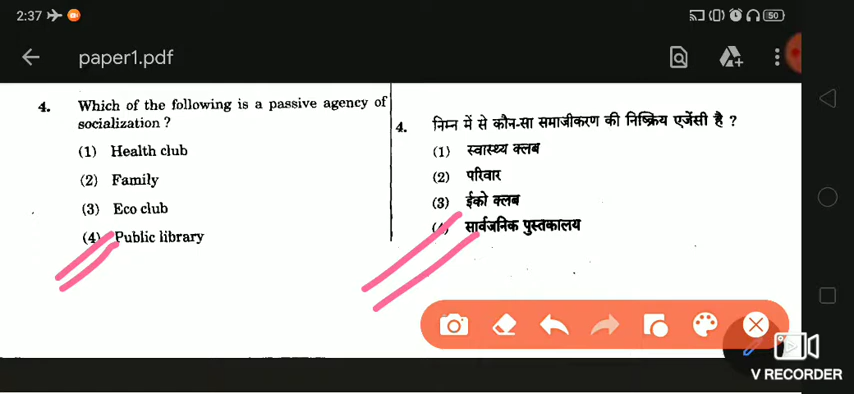 2:37
50
paper1.pdf
4. Which of the following is a passive agency of
socialization ?
(1) Health club
(2) Family
(3) Eco club
(4) Public library
4. निम्न में से कौन-सा समाजीकरण की निष्क्रिय एजेंसी है ?
(1) स्वास्थ्य क्लब
(2) परिवार
(3) ईको क्लब
(4) सार्वजनिक पुस्तकालय
V RECORDER